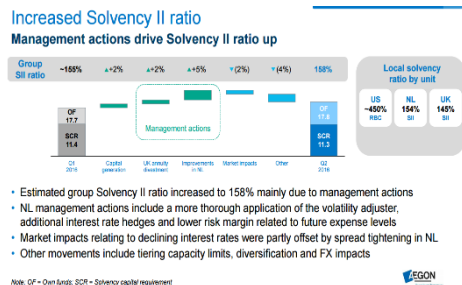 Increased Solvency II ratio
Management actions drive Solvency II ratio up
Group SII ratio ~155% +2% +2% +5% (2%) (4%) 158%
Local solvency ratio by unit
US NL UK
~450% 154% 145%
RBC SII SII
OF 17.7
SCR 11.4
Management actions
OF 17.8
SCR 11.3
Q1 2016
Capital generation
UK annuity divestment
Improvements in NL
Market impacts
Other
Q2 2016
• Estimated group Solvency II ratio increased to 158% mainly due to management actions
• NL management actions include a more thorough application of the volatility adjuster,
additional interest rate hedges and lower risk margin related to future expense levels
• Market impacts relating to declining interest rates were partly offset by spread tightening in NL
• Other movements include tiering capacity limits, diversification and FX impacts
Note: OF = Own funds; SCR = Solvency capital requirement
AEGON